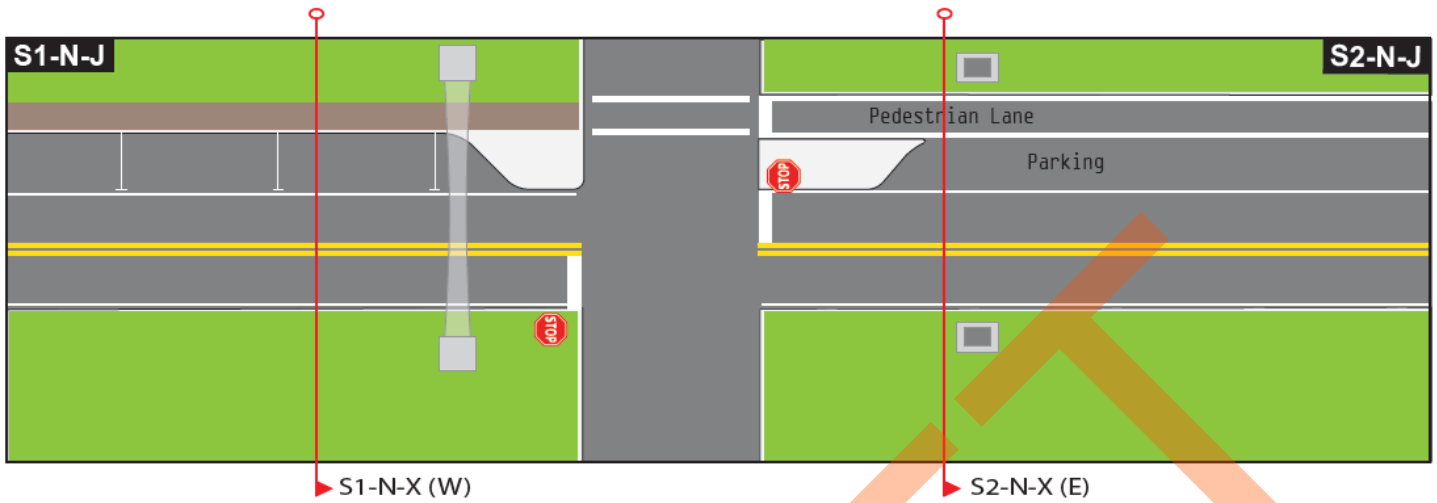 S1-N-J
S2-N-J
Pedestrian Lane
Parking
STOP
STOP
S1-N-X (W)
S2-N-X (E)